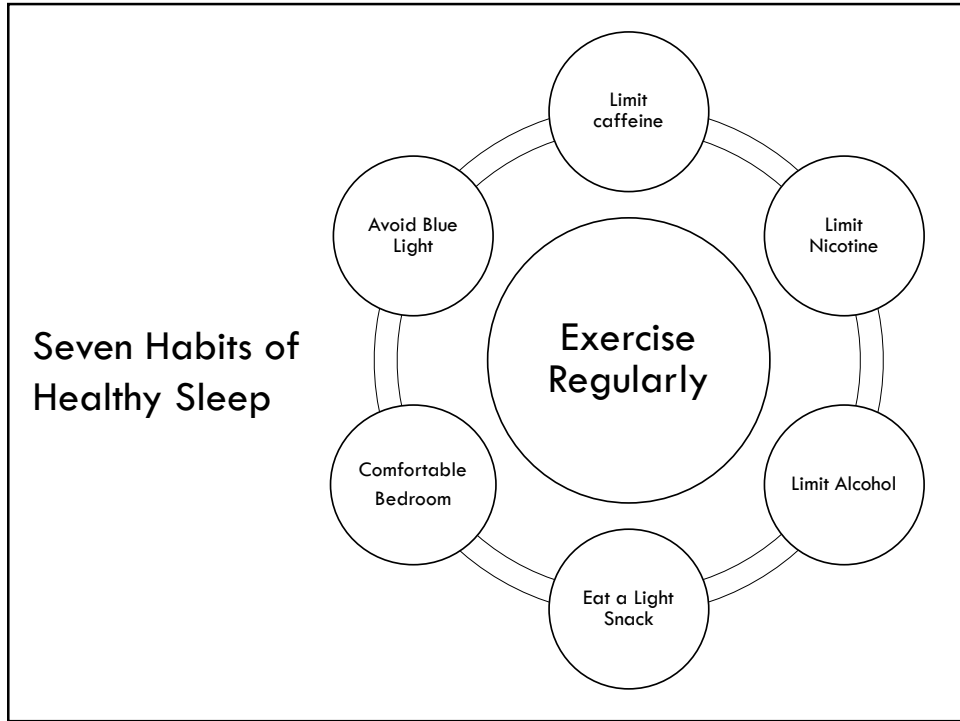 Seven Habits of
Healthy Sleep
Exercise
Regularly
Limit
caffeine
Limit
Nicotine
Limit Alcohol
Eat a Light
Snack
Comfortable
Bedroom
Avoid Blue
Light